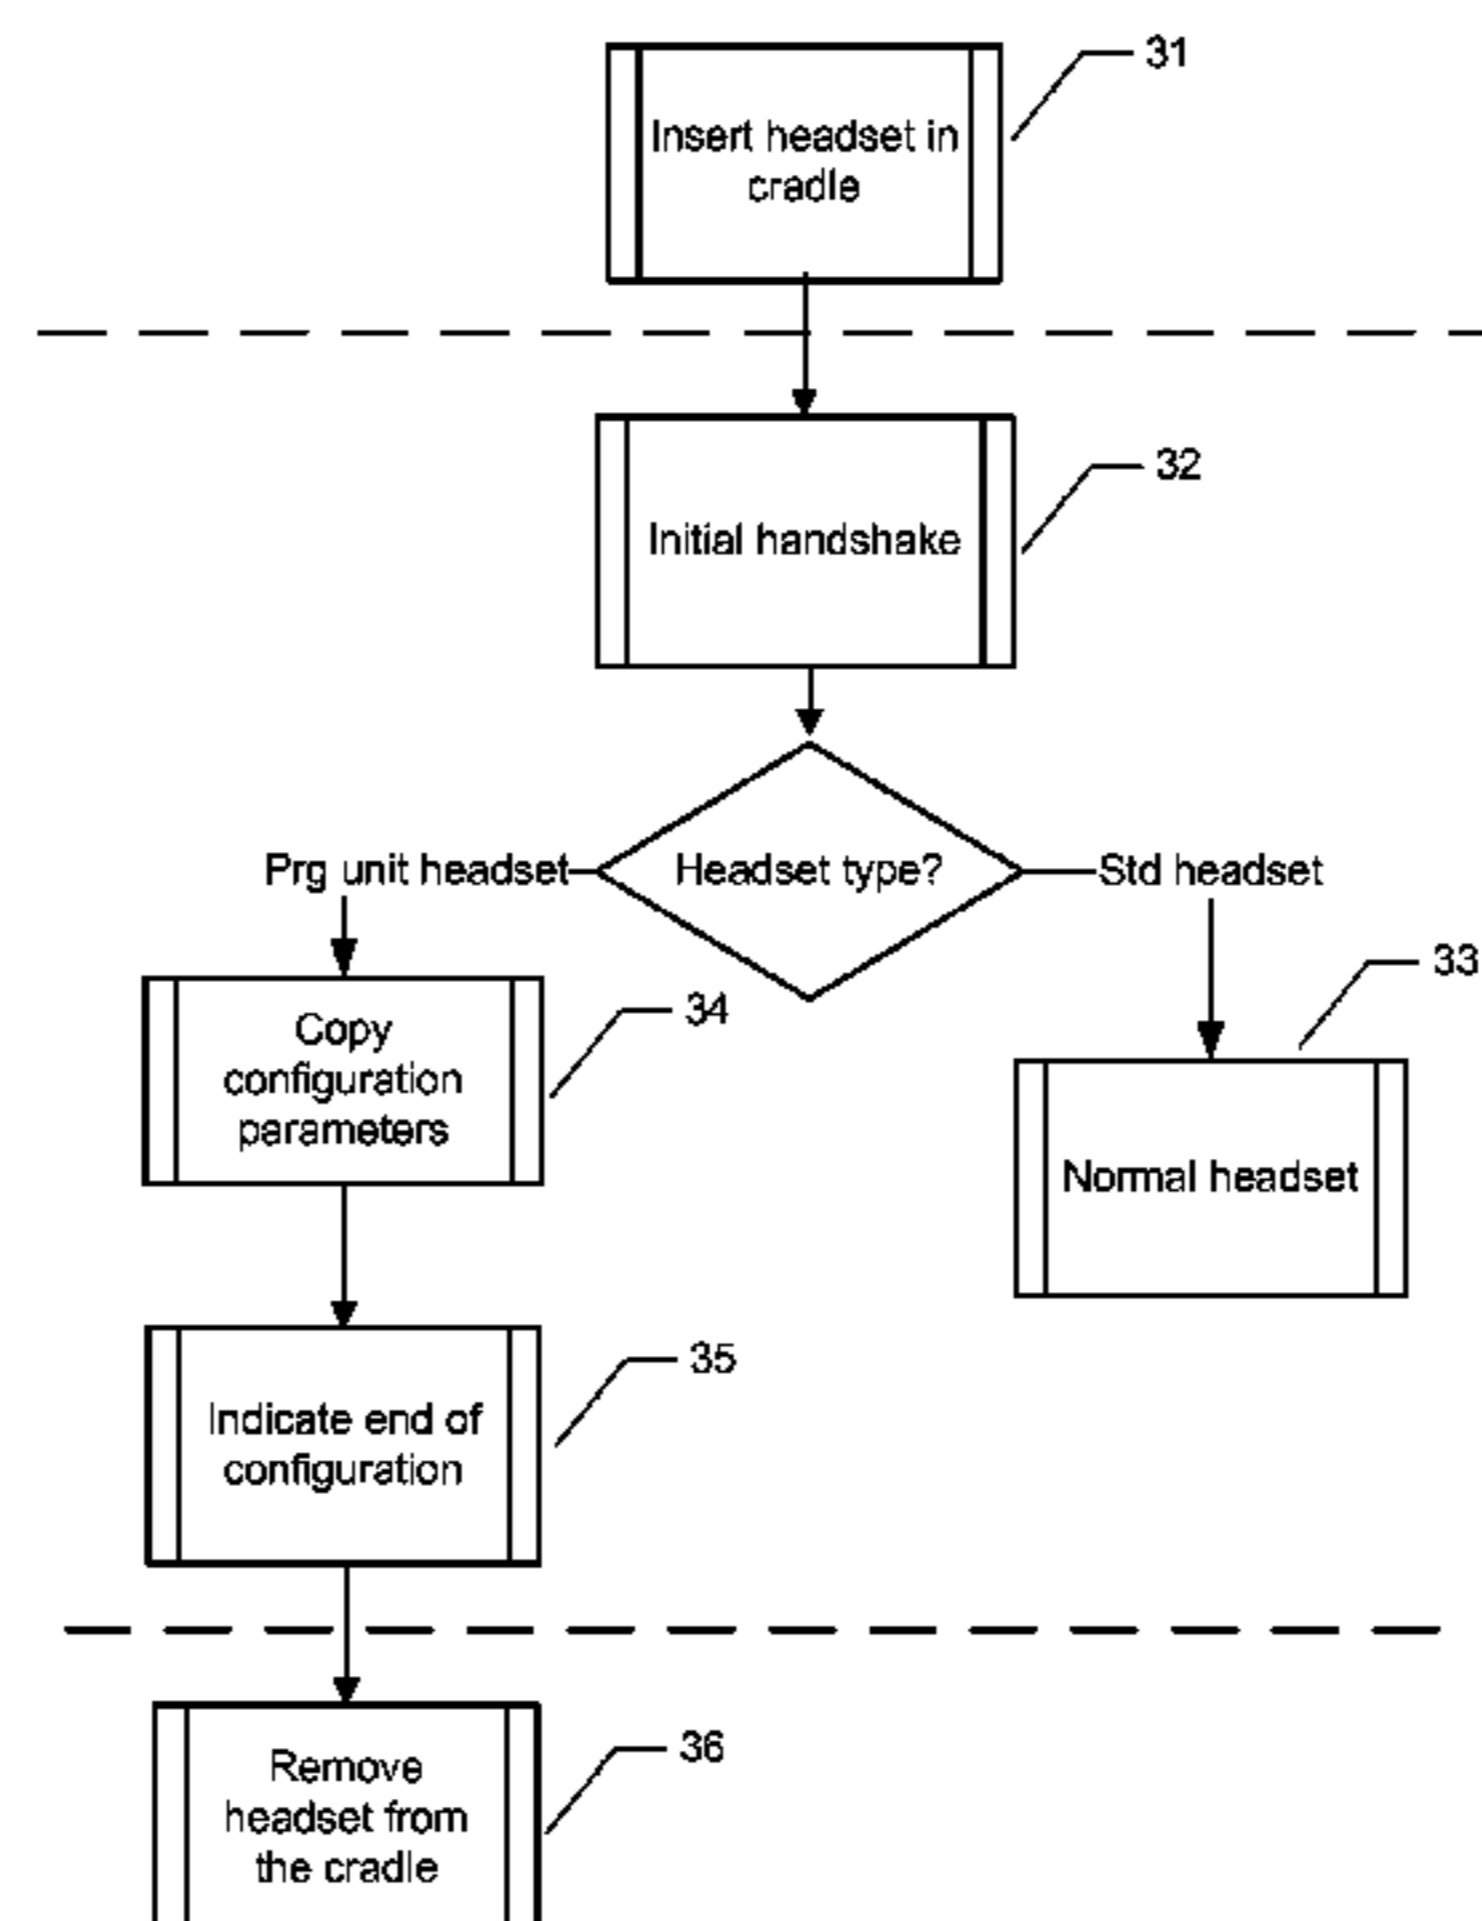 31
Insert headset in
cradle
32
Initial handshake
Prg unit headset
Headset type?
Std headset
33
34
Copy
configuration
parameters
Normal headset
35
Indicate end of
configuration
36
Remove
headset from
the cradle